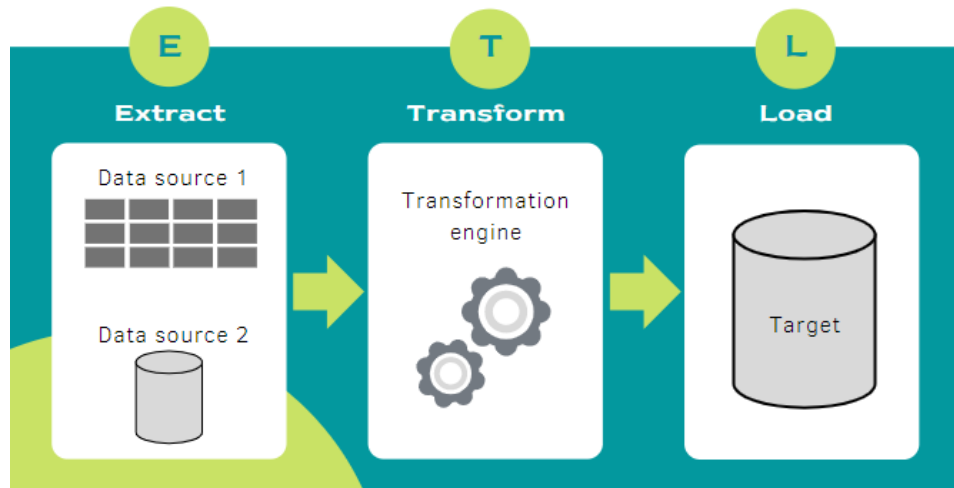 E
Extract
Data source 1
Data source 2
T
Transform
Transformation
engine
L
Load
Target